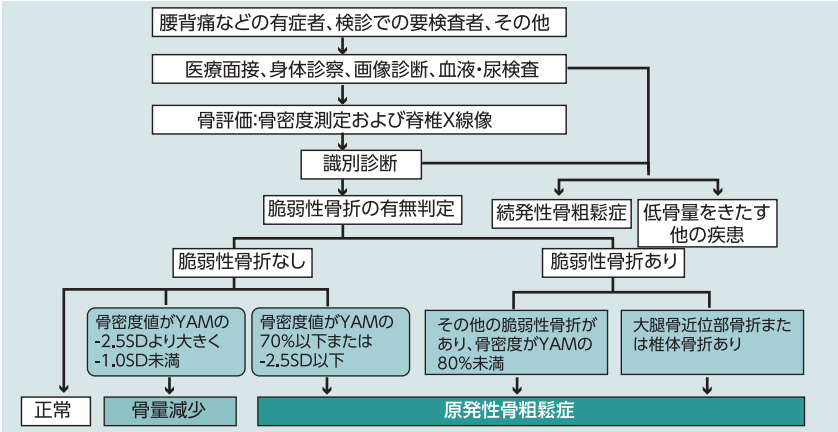 腰背痛などの有症者、検診での要検査者、その他
医療面接、身体診察、画像診断、血液・尿検査
骨評価:骨密度測定および脊椎X線像
識別診断
脆弱性骨折の有無判定
続発性骨粗鬆症
低骨量をきたす
他の疾患
脆弱性骨折なし
脆弱性骨折あり
骨密度値がYAMの
-2.5SDより大きく
-1.0SD未満
骨密度値がYAMの
70%以下または
-2.5SD以下
その他の脆弱性骨折が
あり、骨密度がYAMの
80%未満
大腿骨近位部骨折また
は椎体骨折あり
正常
骨量減少
原発性骨粗鬆症